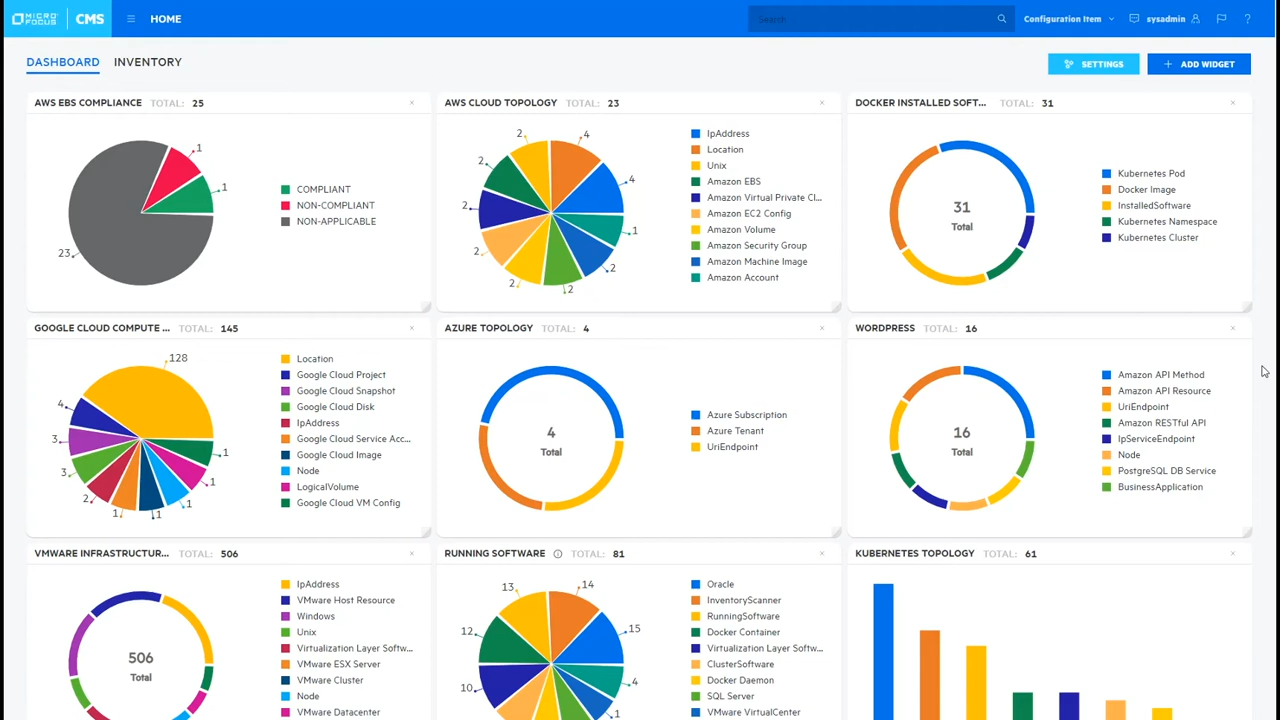 MICRO FOCUS CMS HOME Search Configuration Item sysadmin ?
DASHBOARD INVENTORY SETTINGS + ADD WIDGET
AWS EBS COMPLIANCE TOTAL: 25
1
1
23
COMPLIANT
NON-COMPLIANT
NON-APPLICABLE
AWS CLOUD TOPOLOGY TOTAL: 23
2
4
2
4
2
1
2
2
2
2
IpAddress
Location
Unix
Amazon EBS
Amazon Virtual Private Cl...
Amazon EC2 Config
Amazon Volume
Amazon Security Group
Amazon Machine Image
Amazon Account
DOCKER INSTALLED SOFT... TOTAL: 31
31
Total
Kubernetes Pod
Docker Image
InstalledSoftware
Kubernetes Namespace
Kubernetes Cluster
GOOGLE CLOUD COMPUTE ... TOTAL: 145
128
4
3
3
2
1
1
1
1
1
Location
Google Cloud Project
Google Cloud Snapshot
Google Cloud Disk
IpAddress
Google Cloud Service Acc...
Google Cloud Image
Node
LogicalVolume
Google Cloud VM Config
AZURE TOPOLOGY TOTAL: 4
4
Total
Azure Subscription
Azure Tenant
UriEndpoint
WORDPRESS TOTAL: 16
16
Total
Amazon API Method
Amazon API Resource
UriEndpoint
Amazon RESTful API
IpServiceEndpoint
Node
PostgreSQL DB Service
BusinessApplication
VMWARE INFRASTRUCTUR... TOTAL: 506
506
Total
IpAddress
VMware Host Resource
Windows
Unix
Virtualization Layer Softw...
VMware ESX Server
VMware Cluster
Node
VMware Datacenter
RUNNING SOFTWARE TOTAL: 81
13
14
12
15
10
4
1
Oracle
InventoryScanner
RunningSoftware
Docker Container
Virtualization Layer Softw...
ClusterSoftware
Docker Daemon
SQL Server
VMware VirtualCenter
KUBERNETES TOPOLOGY TOTAL: 61